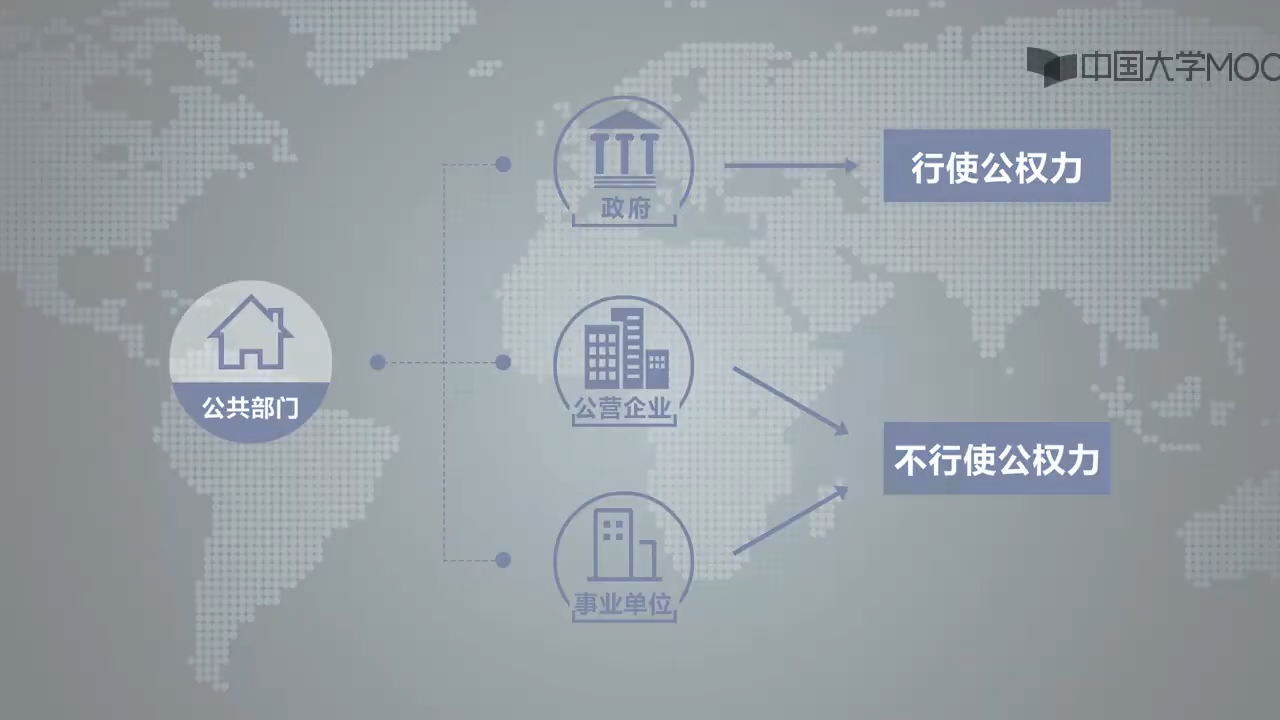 中国大学MOO
政府
行使公权力
公共部门
公营企业
不行使公权力
事业单位